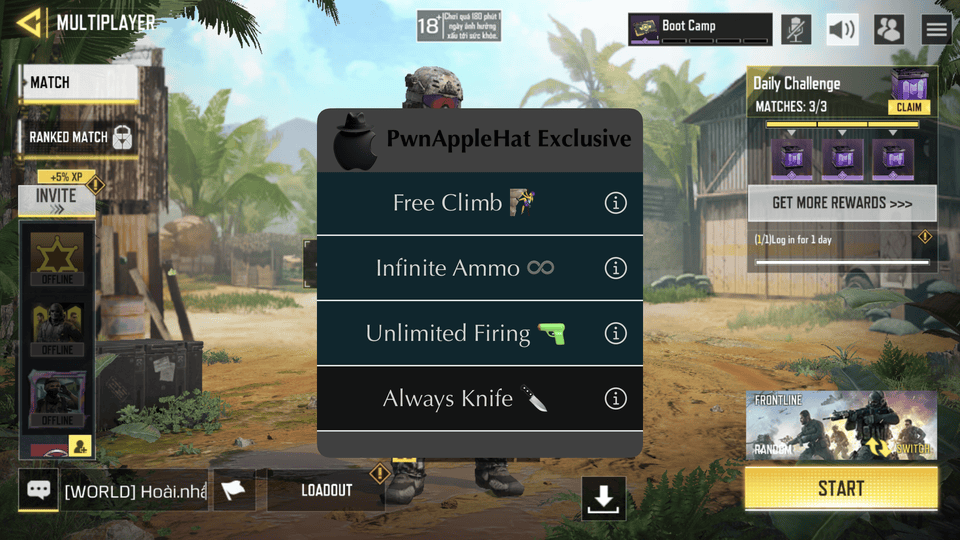 MULTIPLAYER
18+
Chơi quá 180 phút 1
ngày ảnh hưởng
xấu tới sức khỏe.
Boot Camp
MATCH
RANKED MATCH
+5% XP
INVITE
OFFLINE
OFFLINE
OFFLINE
PwnAppleHat Exclusive
Free Climb
Infinite Ammo
Unlimited Firing
Always Knife
Daily Challenge
MATCHES: 3/3
CLAIM
GET MORE REWARDS >>>
(1/1)Log in for 1 day
FRONTLINE
RANDOM
SWITCH
START
[WORLD] Hoài.nhá
LOADOUT